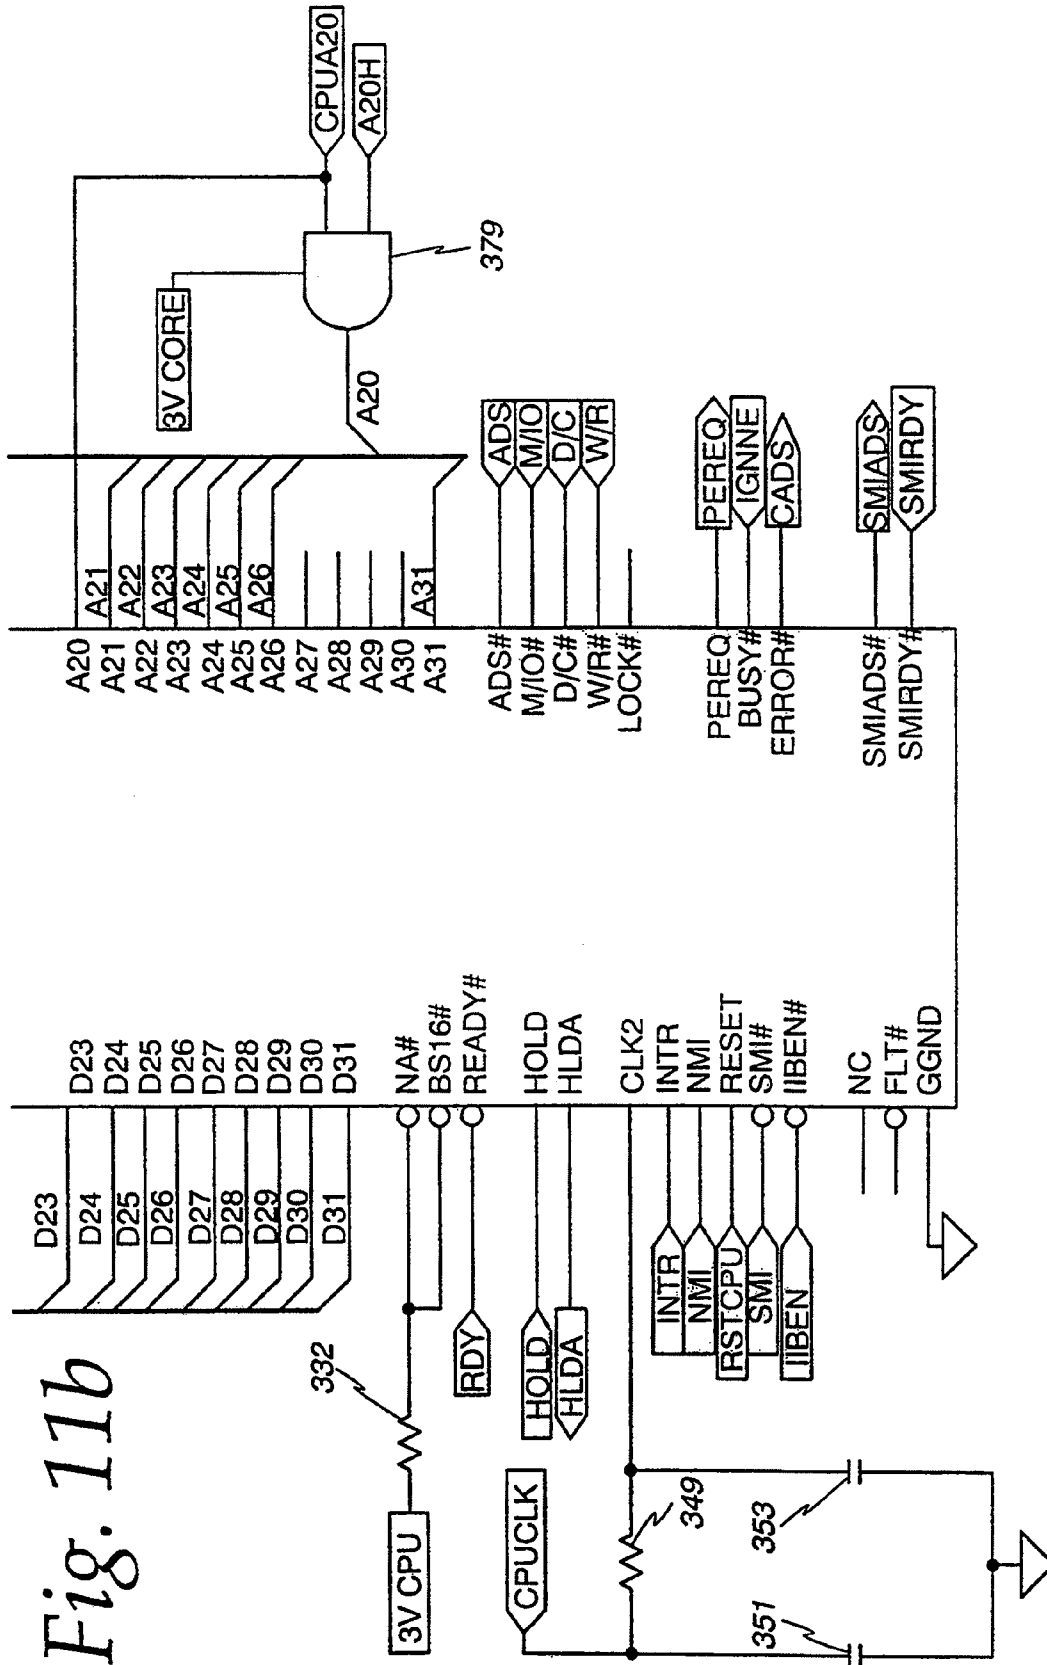 Fig. 11b
D23 D23
D24 D24
D25 D25
D26 D26
D27 D27
D28 D28
D29 D29
D30 D30
D31 D31
3V CPU
332
NA#
BS16#
RDY
READY#
HOLD
HOLD
HLDA
HLDA
CPUCLK
349
CLK2
351
353
INTR
INTR
NMI
NMI
RSTCPU
RESET
SMI
SMI#
IIBEN
IIBEN#
NC
FLT#
GGND
A20
A21 A21
A22 A22
A23 A23
A24 A24
A25 A25
A26 A26
A27
A28
A29
A30
A31 A31
3V CORE
CPUA20
A20H
379
A20
ADS# ADS
M/IO# M/IO
D/C# D/C
W/R# W/R
LOCK#
PEREQ PEREQ
BUSY# IGNNE
ERROR# CADS
SMIADS# SMIADS
SMIRDY# SMIRDY